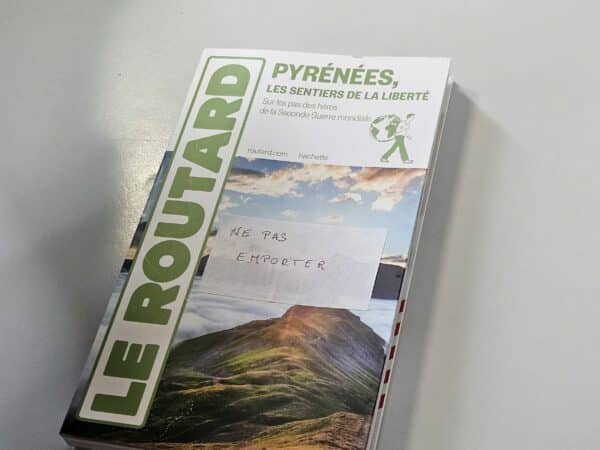 LE ROUTARD
PYRÉNÉES,
LES SENTIERS DE LA LIBERTÉ
Sur les pas des héros
de la Seconde Guerre mondiale
routard.com hachette
NE PAS
EMPORTER